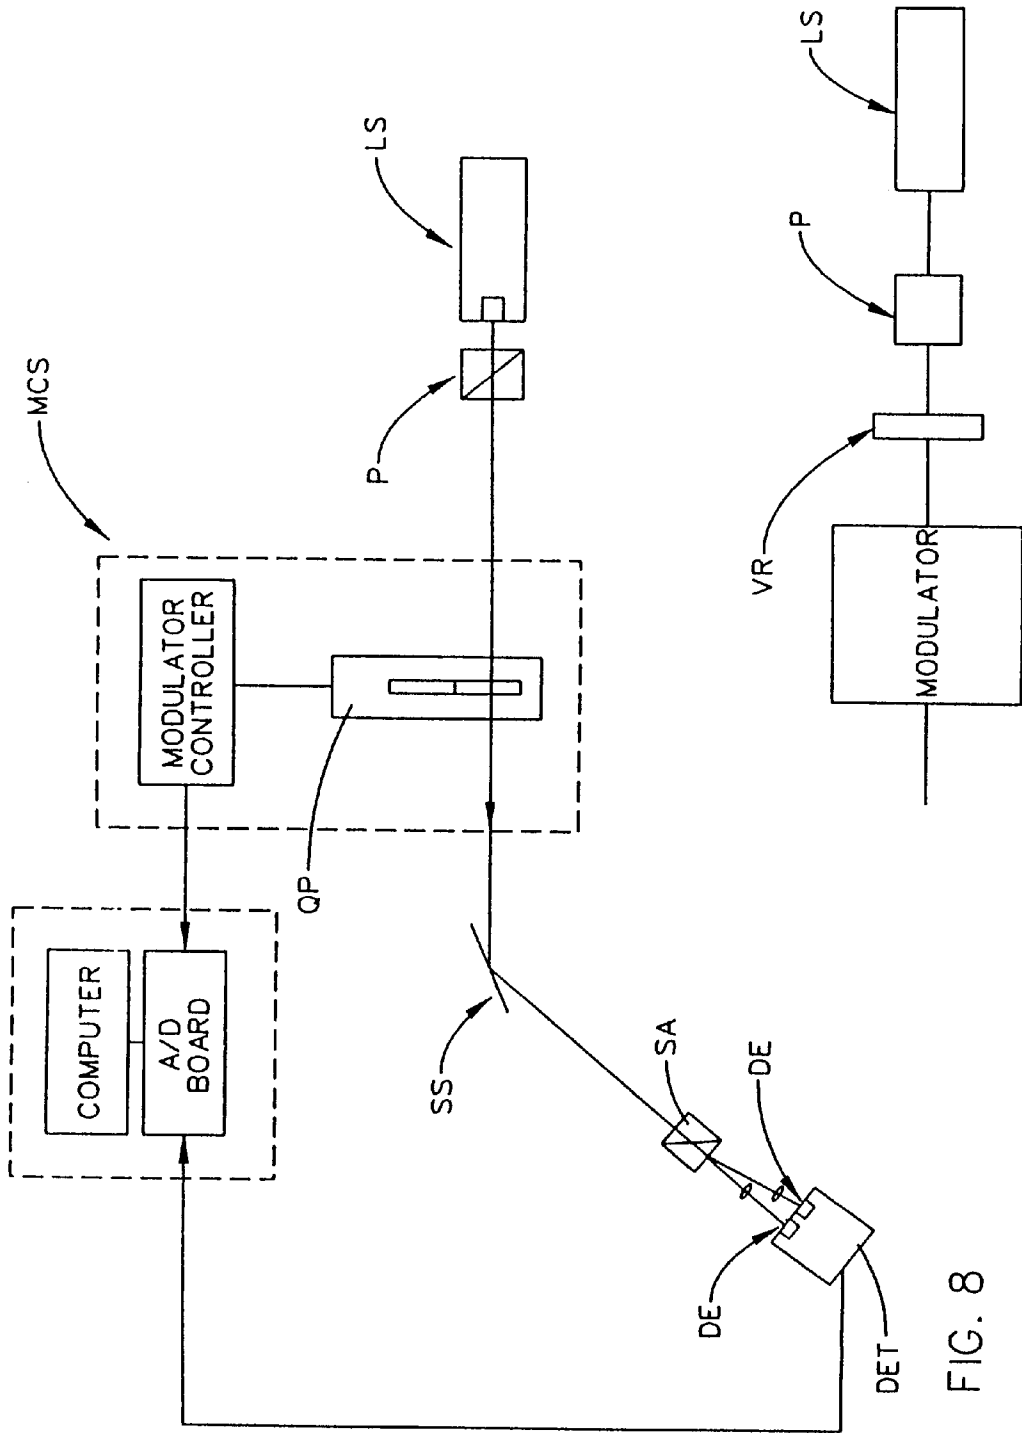 COMPUTER
A/D
BOARD
MODULATOR
CONTROLLER
MCS
LS
P
QP
SS
SA
DE
DE
DET
LS
P
VR
MODULATOR
FIG. 8